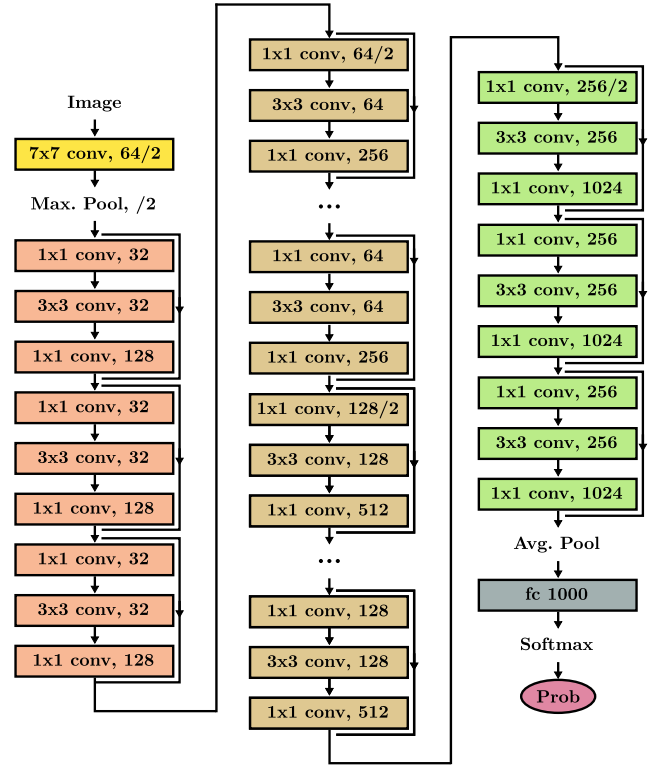 Image
7x7 conv, 64/2
Max. Pool, /2
1x1 conv, 32
3x3 conv, 32
1x1 conv, 128
1x1 conv, 32
3x3 conv, 32
1x1 conv, 128
1x1 conv, 32
3x3 conv, 32
1x1 conv, 128
1x1 conv, 64/2
3x3 conv, 64
1x1 conv, 256
...
1x1 conv, 64
3x3 conv, 64
1x1 conv, 256
1x1 conv, 128/2
3x3 conv, 128
1x1 conv, 512
...
1x1 conv, 128
3x3 conv, 128
1x1 conv, 512
1x1 conv, 256/2
3x3 conv, 256
1x1 conv, 1024
1x1 conv, 256
3x3 conv, 256
1x1 conv, 1024
1x1 conv, 256
3x3 conv, 256
1x1 conv, 1024
Avg. Pool
fc 1000
Softmax
Prob